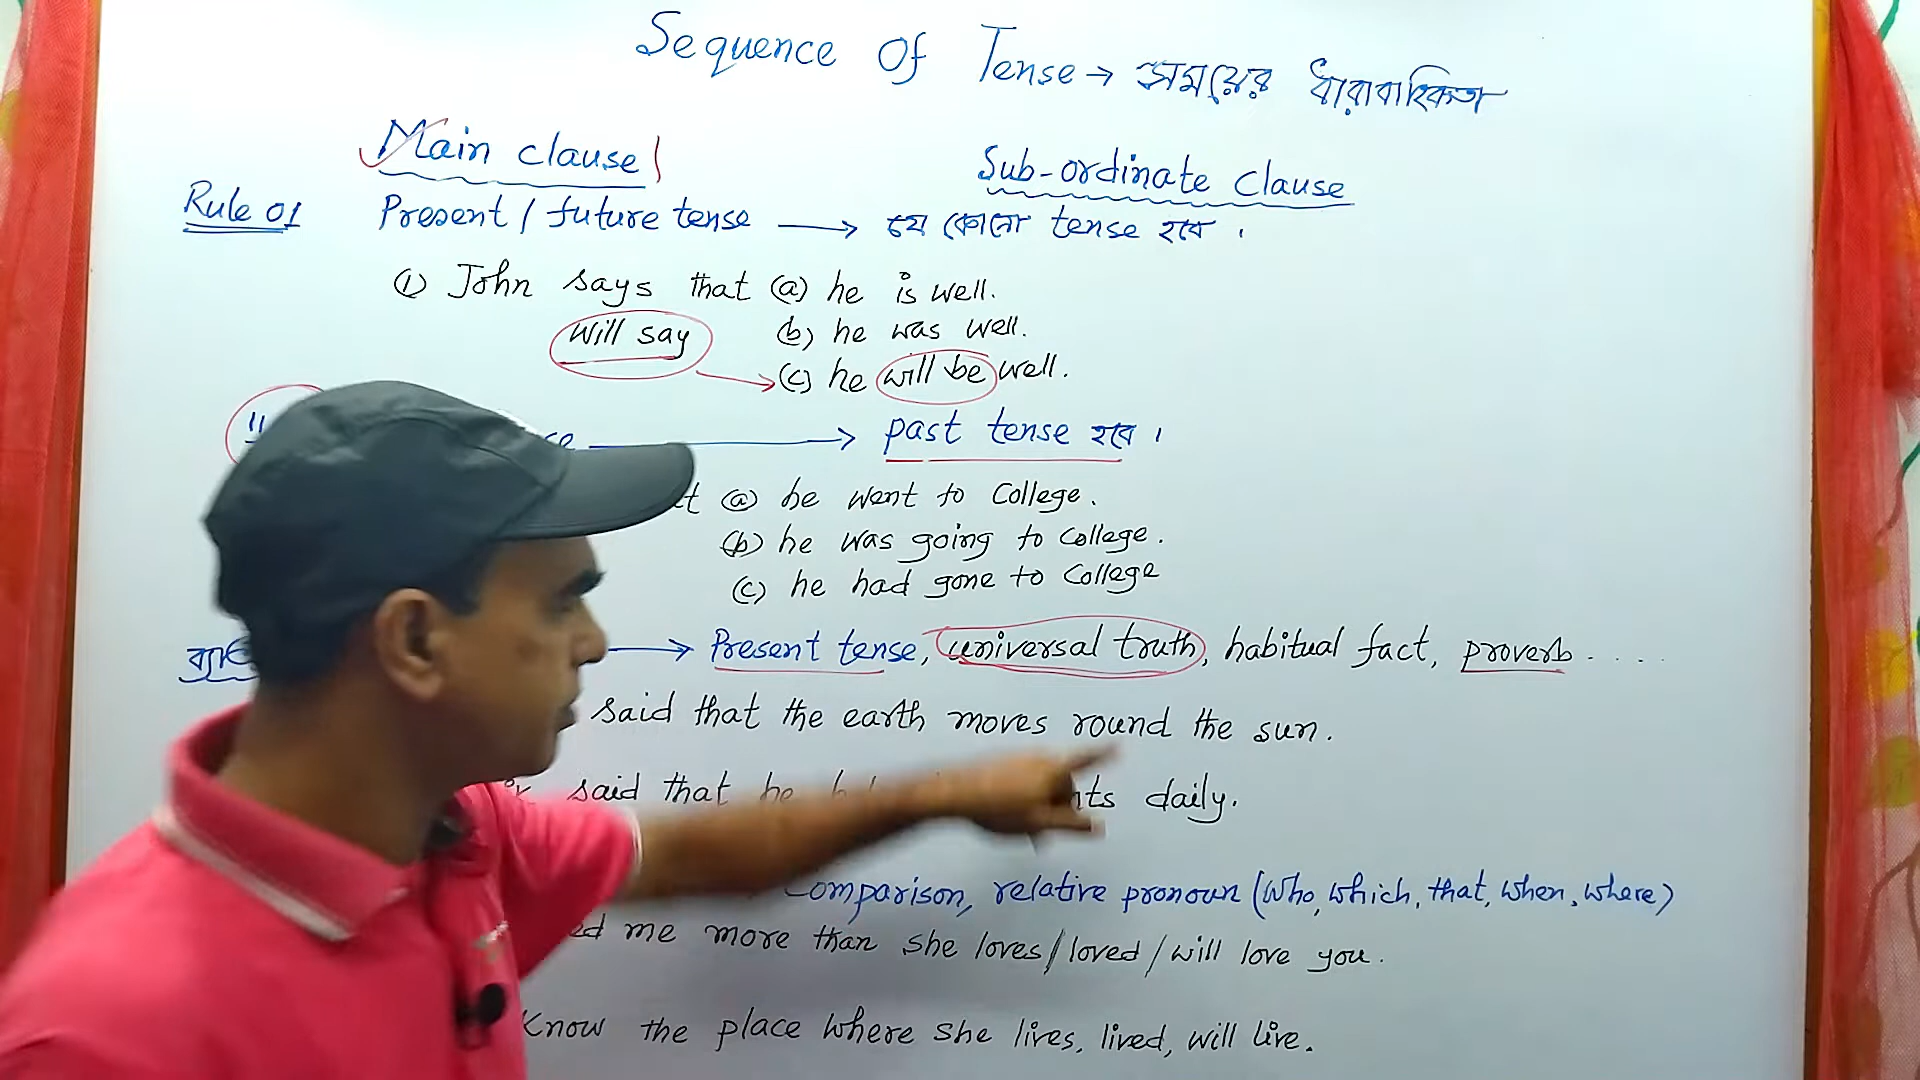 Sequence Of Tense → সময়ের ধারাবাহিকতা
Main clause Sub-ordinate Clause
Rule 01 Present / future tense → যে কোনো tense হবে ।
(1) John says that (a) he is well.
Will say (b) he was well.
(c) he will be well.
" → past tense হবে ।
(a) he went to College.
(b) he was going to College.
(c) he had gone to College
→ Present tense, universal truth, habitual fact, proverb . . . .
said that the earth moves round the sun.
said that he daily.
Comparison, relative pronoun (who, which, that, when, where)
me more than she loves/loved/will love you.
Know the place where she lives, lived, will live.